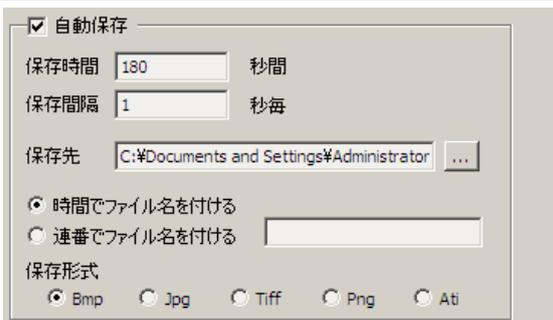 自動保存
保存時間 180 秒間
保存間隔 1 秒毎
保存先 C:¥Documents and Settings¥Administrator ...
時間でファイル名を付ける
連番でファイル名を付ける
保存形式
Bmp Jpg Tiff Png Ati